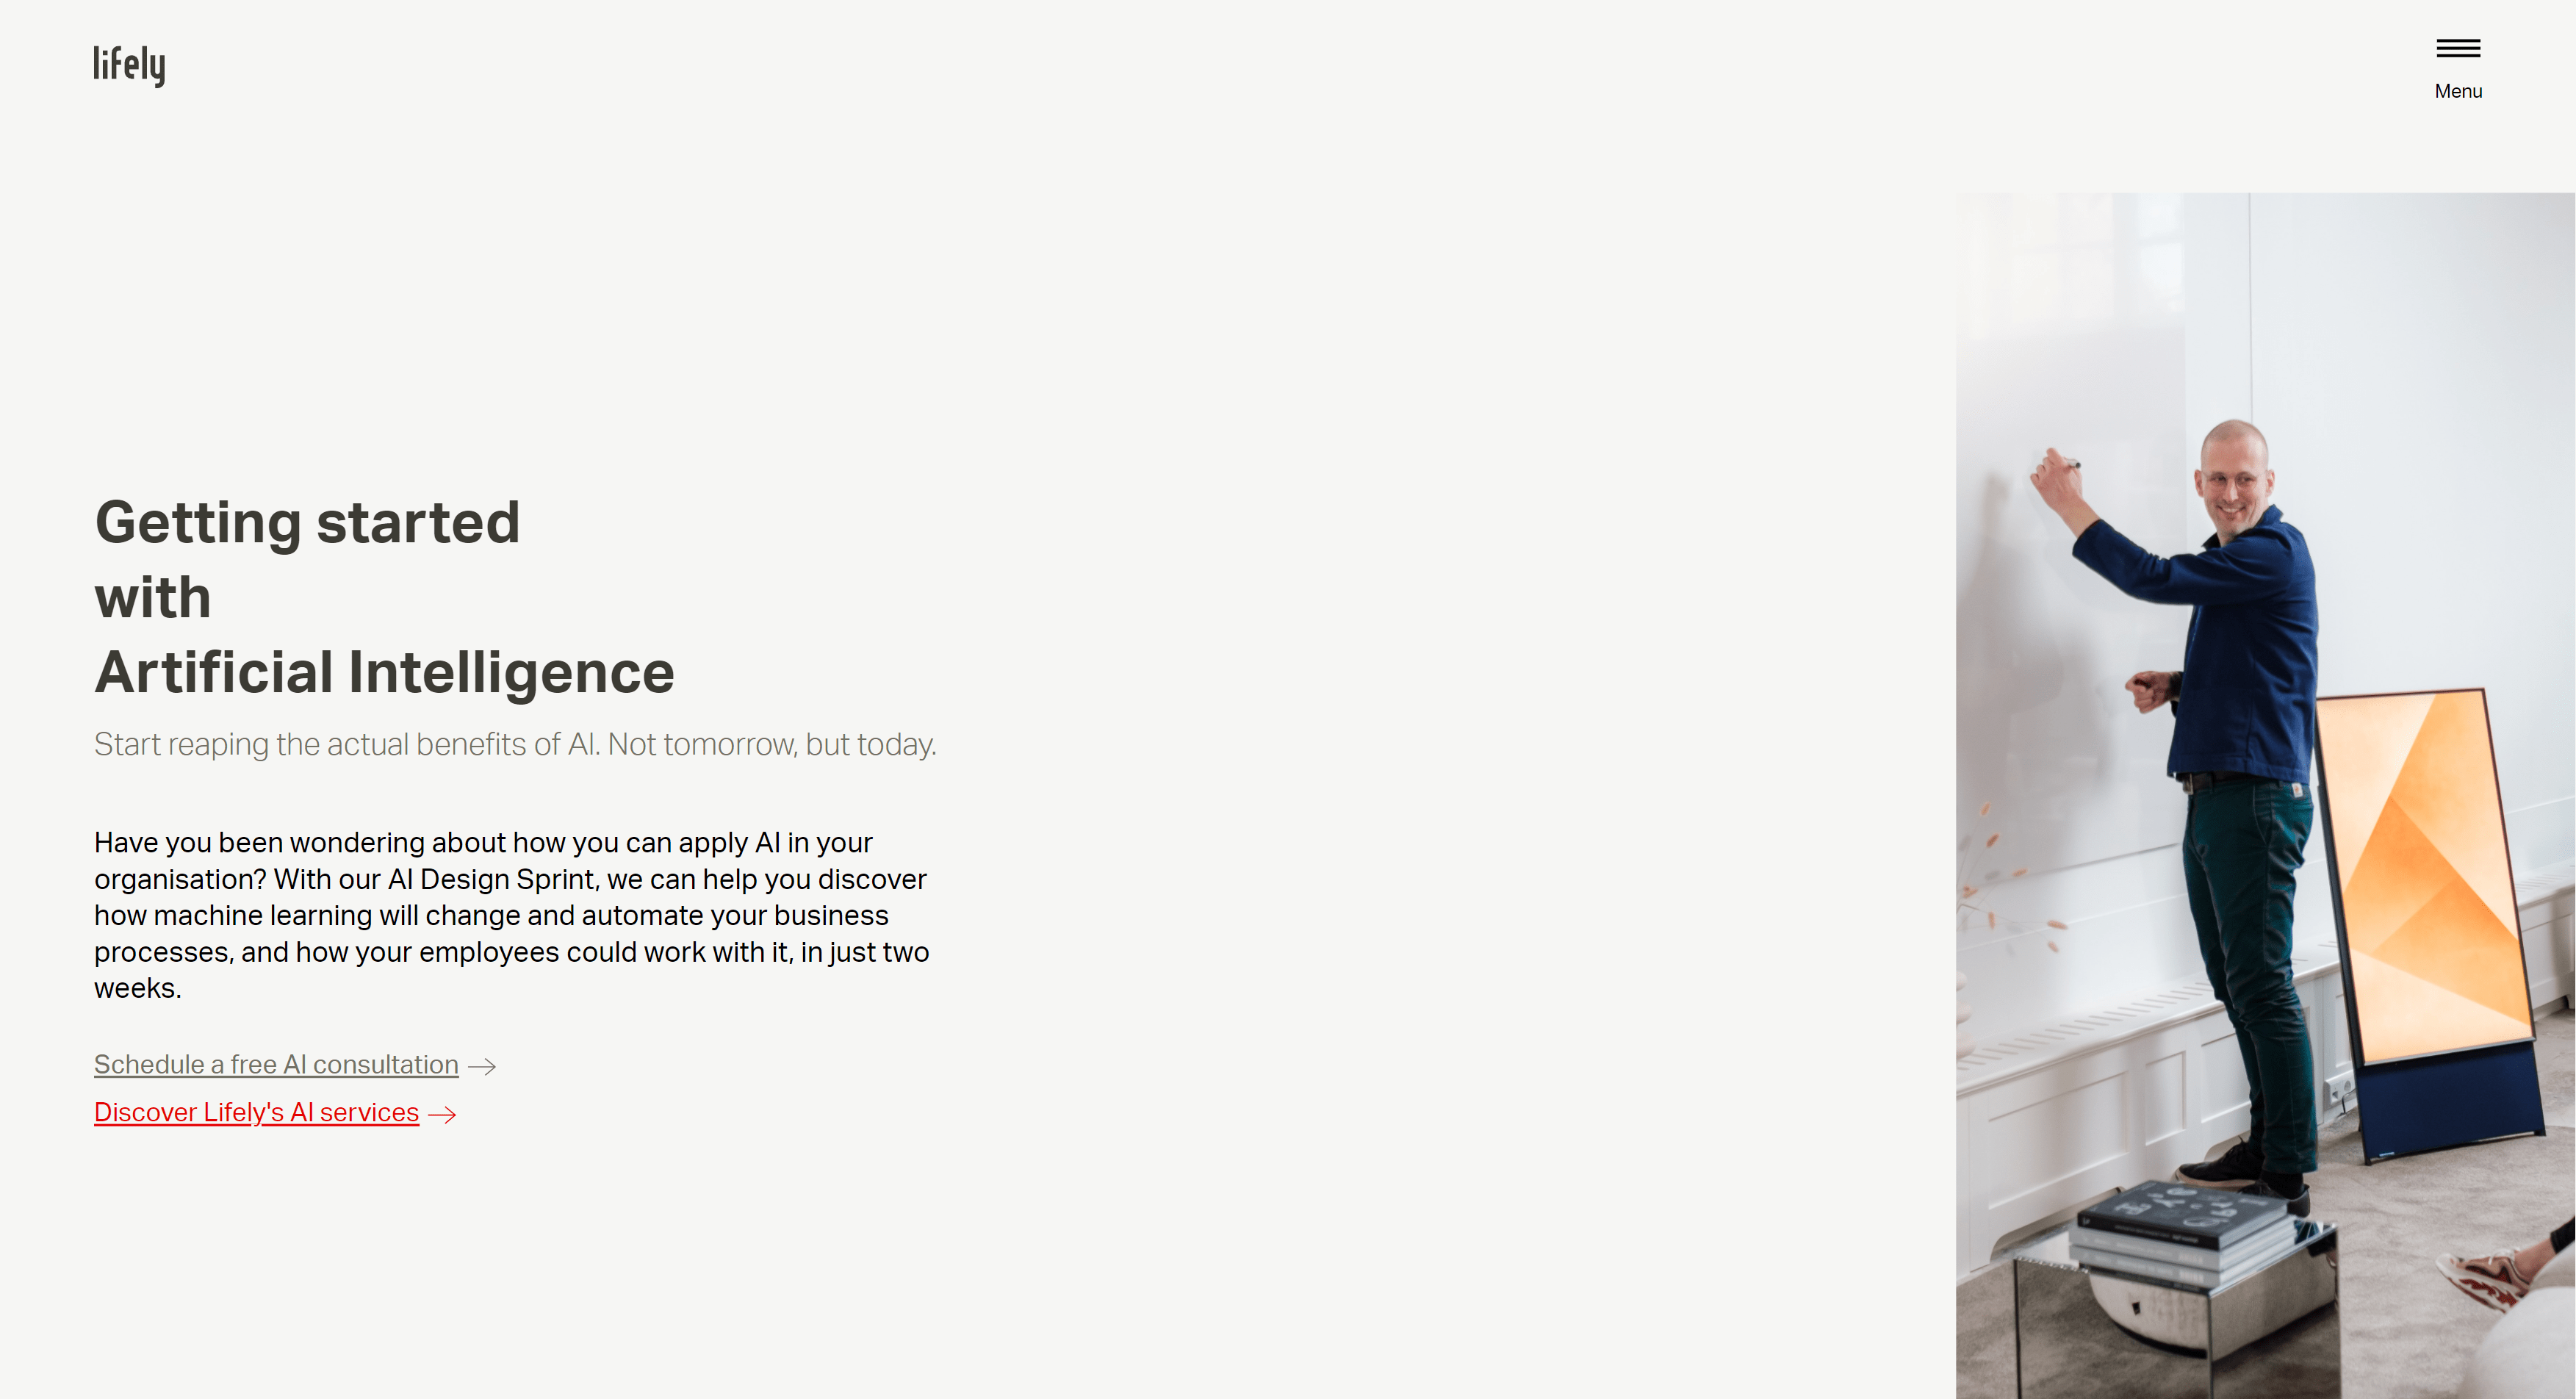 lifely
Menu
Getting started
with
Artificial Intelligence
Start reaping the actual benefits of AI. Not tomorrow, but today.
Have you been wondering about how you can apply AI in your
organisation? With our AI Design Sprint, we can help you discover
how machine learning will change and automate your business
processes, and how your employees could work with it, in just two
weeks.
Schedule a free AI consultation
Discover Lifely's AI services